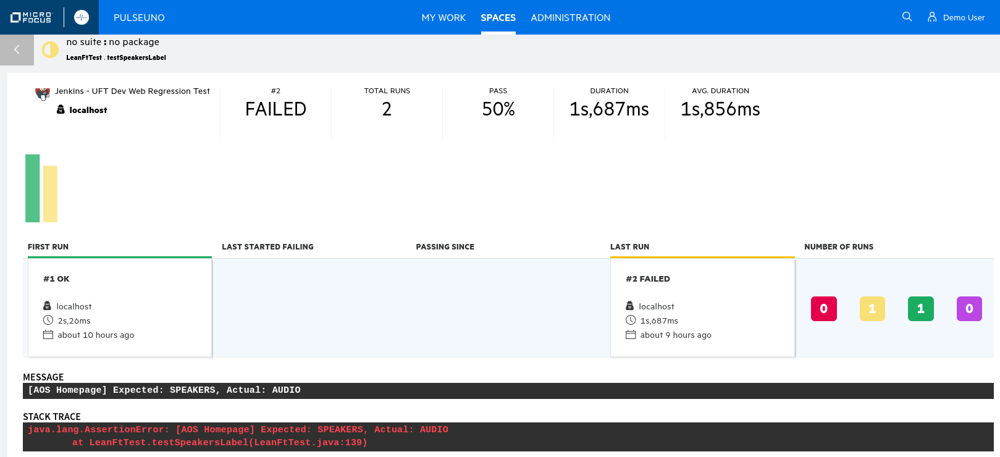 MICRO
FOCUS
PULSEUNO
MY WORK SPACES ADMINISTRATION
Demo User
no suite : no package
LeanFtTest . testSpeakersLabel
Jenkins - UFT Dev Web Regression Test
localhost
#2
FAILED
TOTAL RUNS
2
PASS
50%
DURATION
1s,687ms
AVG. DURATION
1s,856ms
FIRST RUN LAST STARTED FAILING PASSING SINCE LAST RUN NUMBER OF RUNS
#1 OK
localhost
2s,26ms
about 10 hours ago
#2 FAILED
localhost
1s,687ms
about 9 hours ago
0 1 1 0
MESSAGE
[AOS Homepage] Expected: SPEAKERS, Actual: AUDIO
STACK TRACE
java.lang.AssertionError: [AOS Homepage] Expected: SPEAKERS, Actual: AUDIO
at LeanFtTest.testSpeakersLabel(LeanFtTest.java:139)